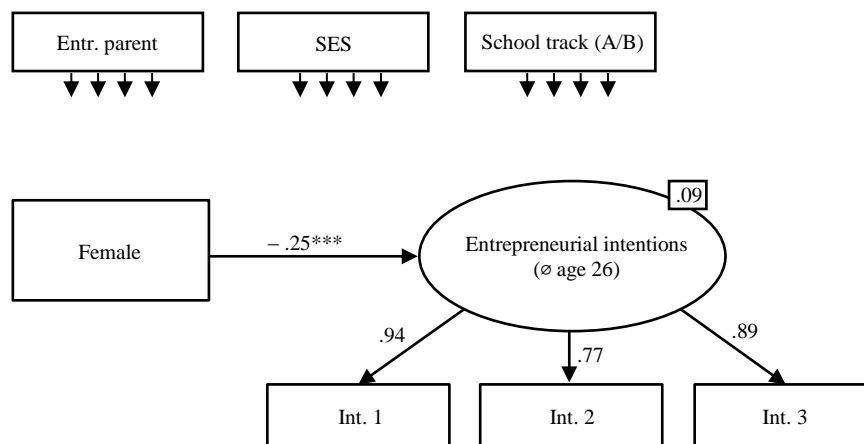 Entr. parent
SES
School track (A/B)
.09
Female
– .25***
Entrepreneurial intentions
(⌀ age 26)
.94
.77
.89
Int. 1
Int. 2
Int. 3